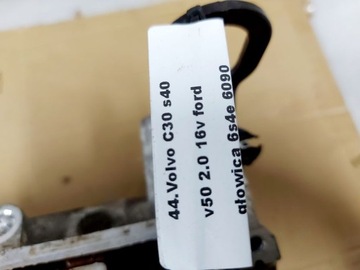 44.Volvo C30 s40
v50 2.0 16v ford
głowica 6s4e 6090